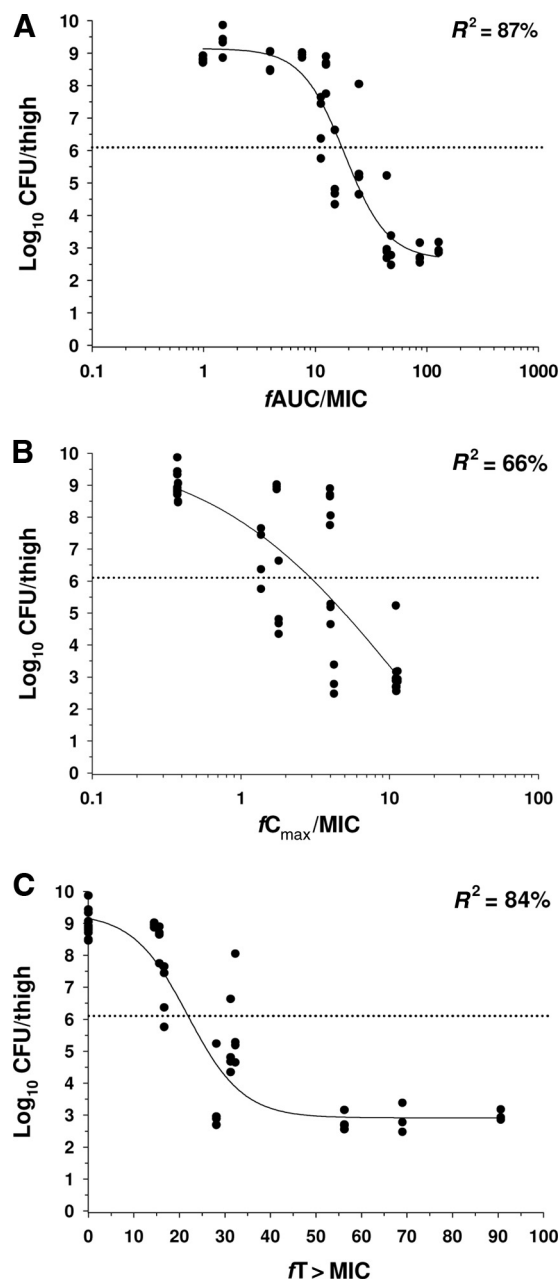 A
R² = 87%
10
9
8
7
6
5
4
3
2
1
0
Log₁₀ CFU/thigh
0.1 1 10 100 1000
fAUC/MIC
B
R² = 66%
10
9
8
7
6
5
4
3
2
1
0
Log₁₀ CFU/thigh
0.1 1 10 100
fCₘₐₓ/MIC
C
R² = 84%
10
9
8
7
6
5
4
3
2
1
0
Log₁₀ CFU/thigh
0 10 20 30 40 50 60 70 80 90 100
fT > MIC